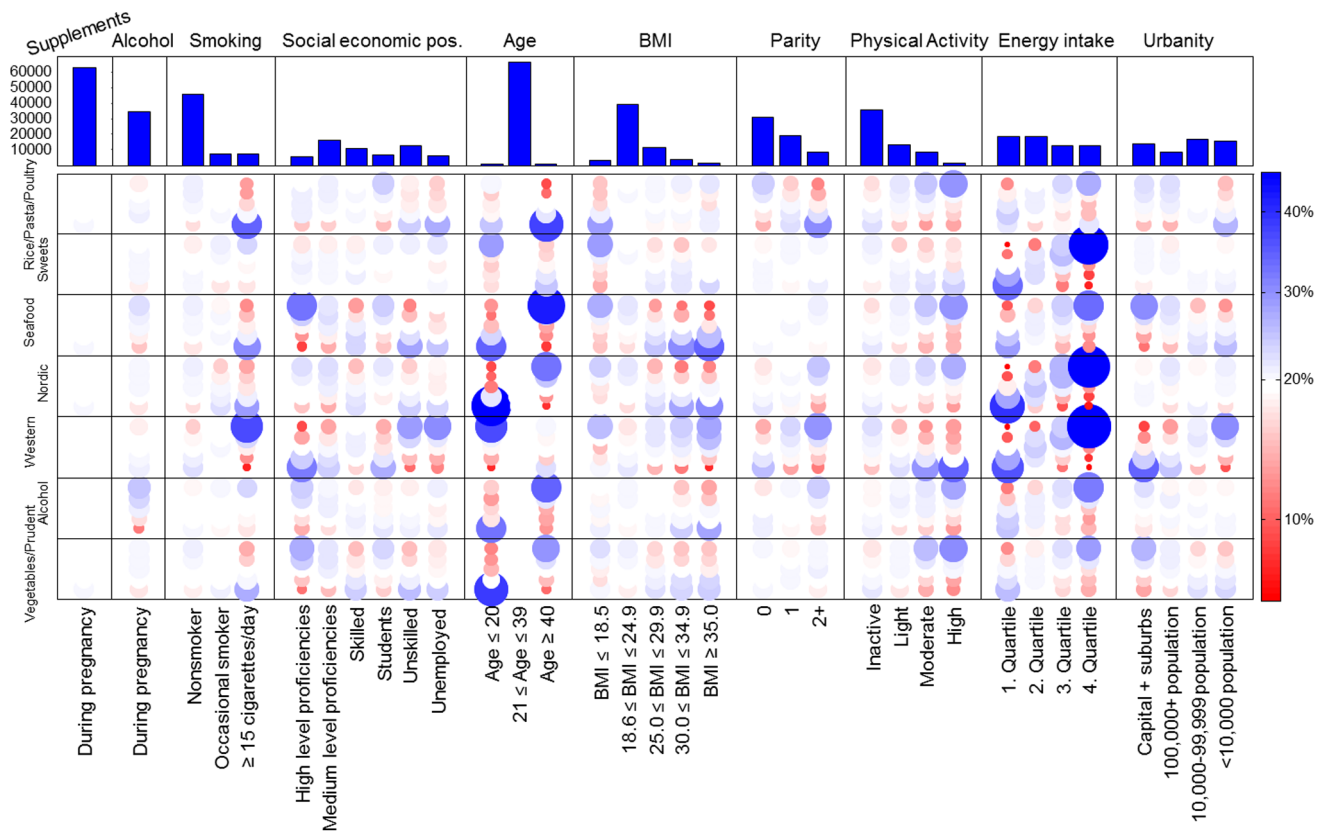 Supplements
Alcohol
Smoking
Social economic pos.
Age
BMI
Parity
Physical Activity
Energy intake
Urbanity
60000
50000
40000
30000
20000
10000
Rice/Pasta/Poultry
Sweets
Seafood
Nordic
Western
Alcohol
Vegetables/Prudent
40%
30%
20%
10%
During pregnancy
During pregnancy
Nonsmoker
Occasional smoker
≥ 15 cigarettes/day
High level proficiencies
Medium level proficiencies
Skilled
Students
Unskilled
Unemployed
Age ≤ 20
21 ≤ Age ≤ 39
Age ≥ 40
BMI ≤ 18.5
18.6 ≤ BMI ≤ 24.9
25.0 ≤ BMI ≤ 29.9
30.0 ≤ BMI ≤ 34.9
BMI ≥ 35.0
0
1
2+
Inactive
Light
Moderate
High
1. Quartile
2. Quartile
3. Quartile
4. Quartile
Capital + suburbs
100,000+ population
10,000-99,999 population
<10,000 population